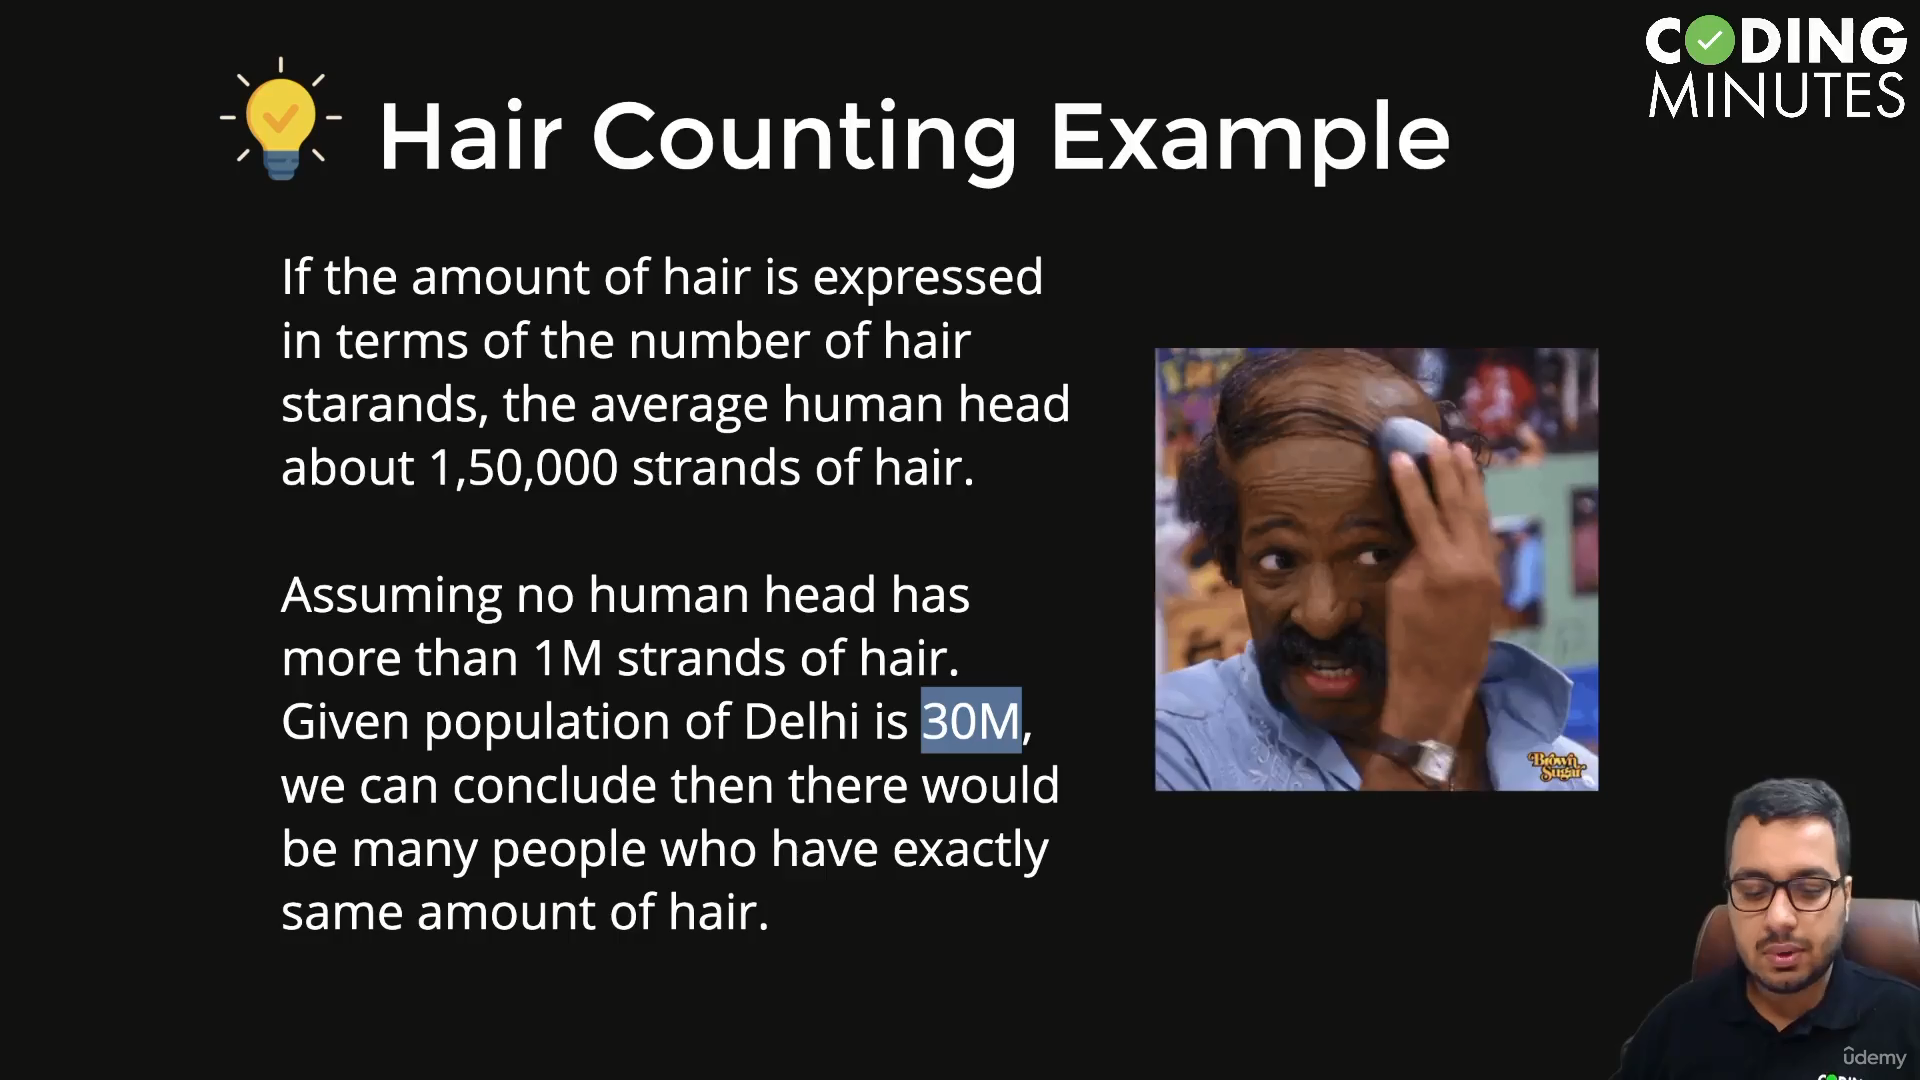 CODING
MINUTES
Hair Counting Example
If the amount of hair is expressed
in terms of the number of hair
starands, the average human head
about 1,50,000 strands of hair.
Assuming no human head has
more than 1M strands of hair.
Given population of Delhi is 30M,
we can conclude then there would
be many people who have exactly
same amount of hair.
Brown
Sugar
ûdemy